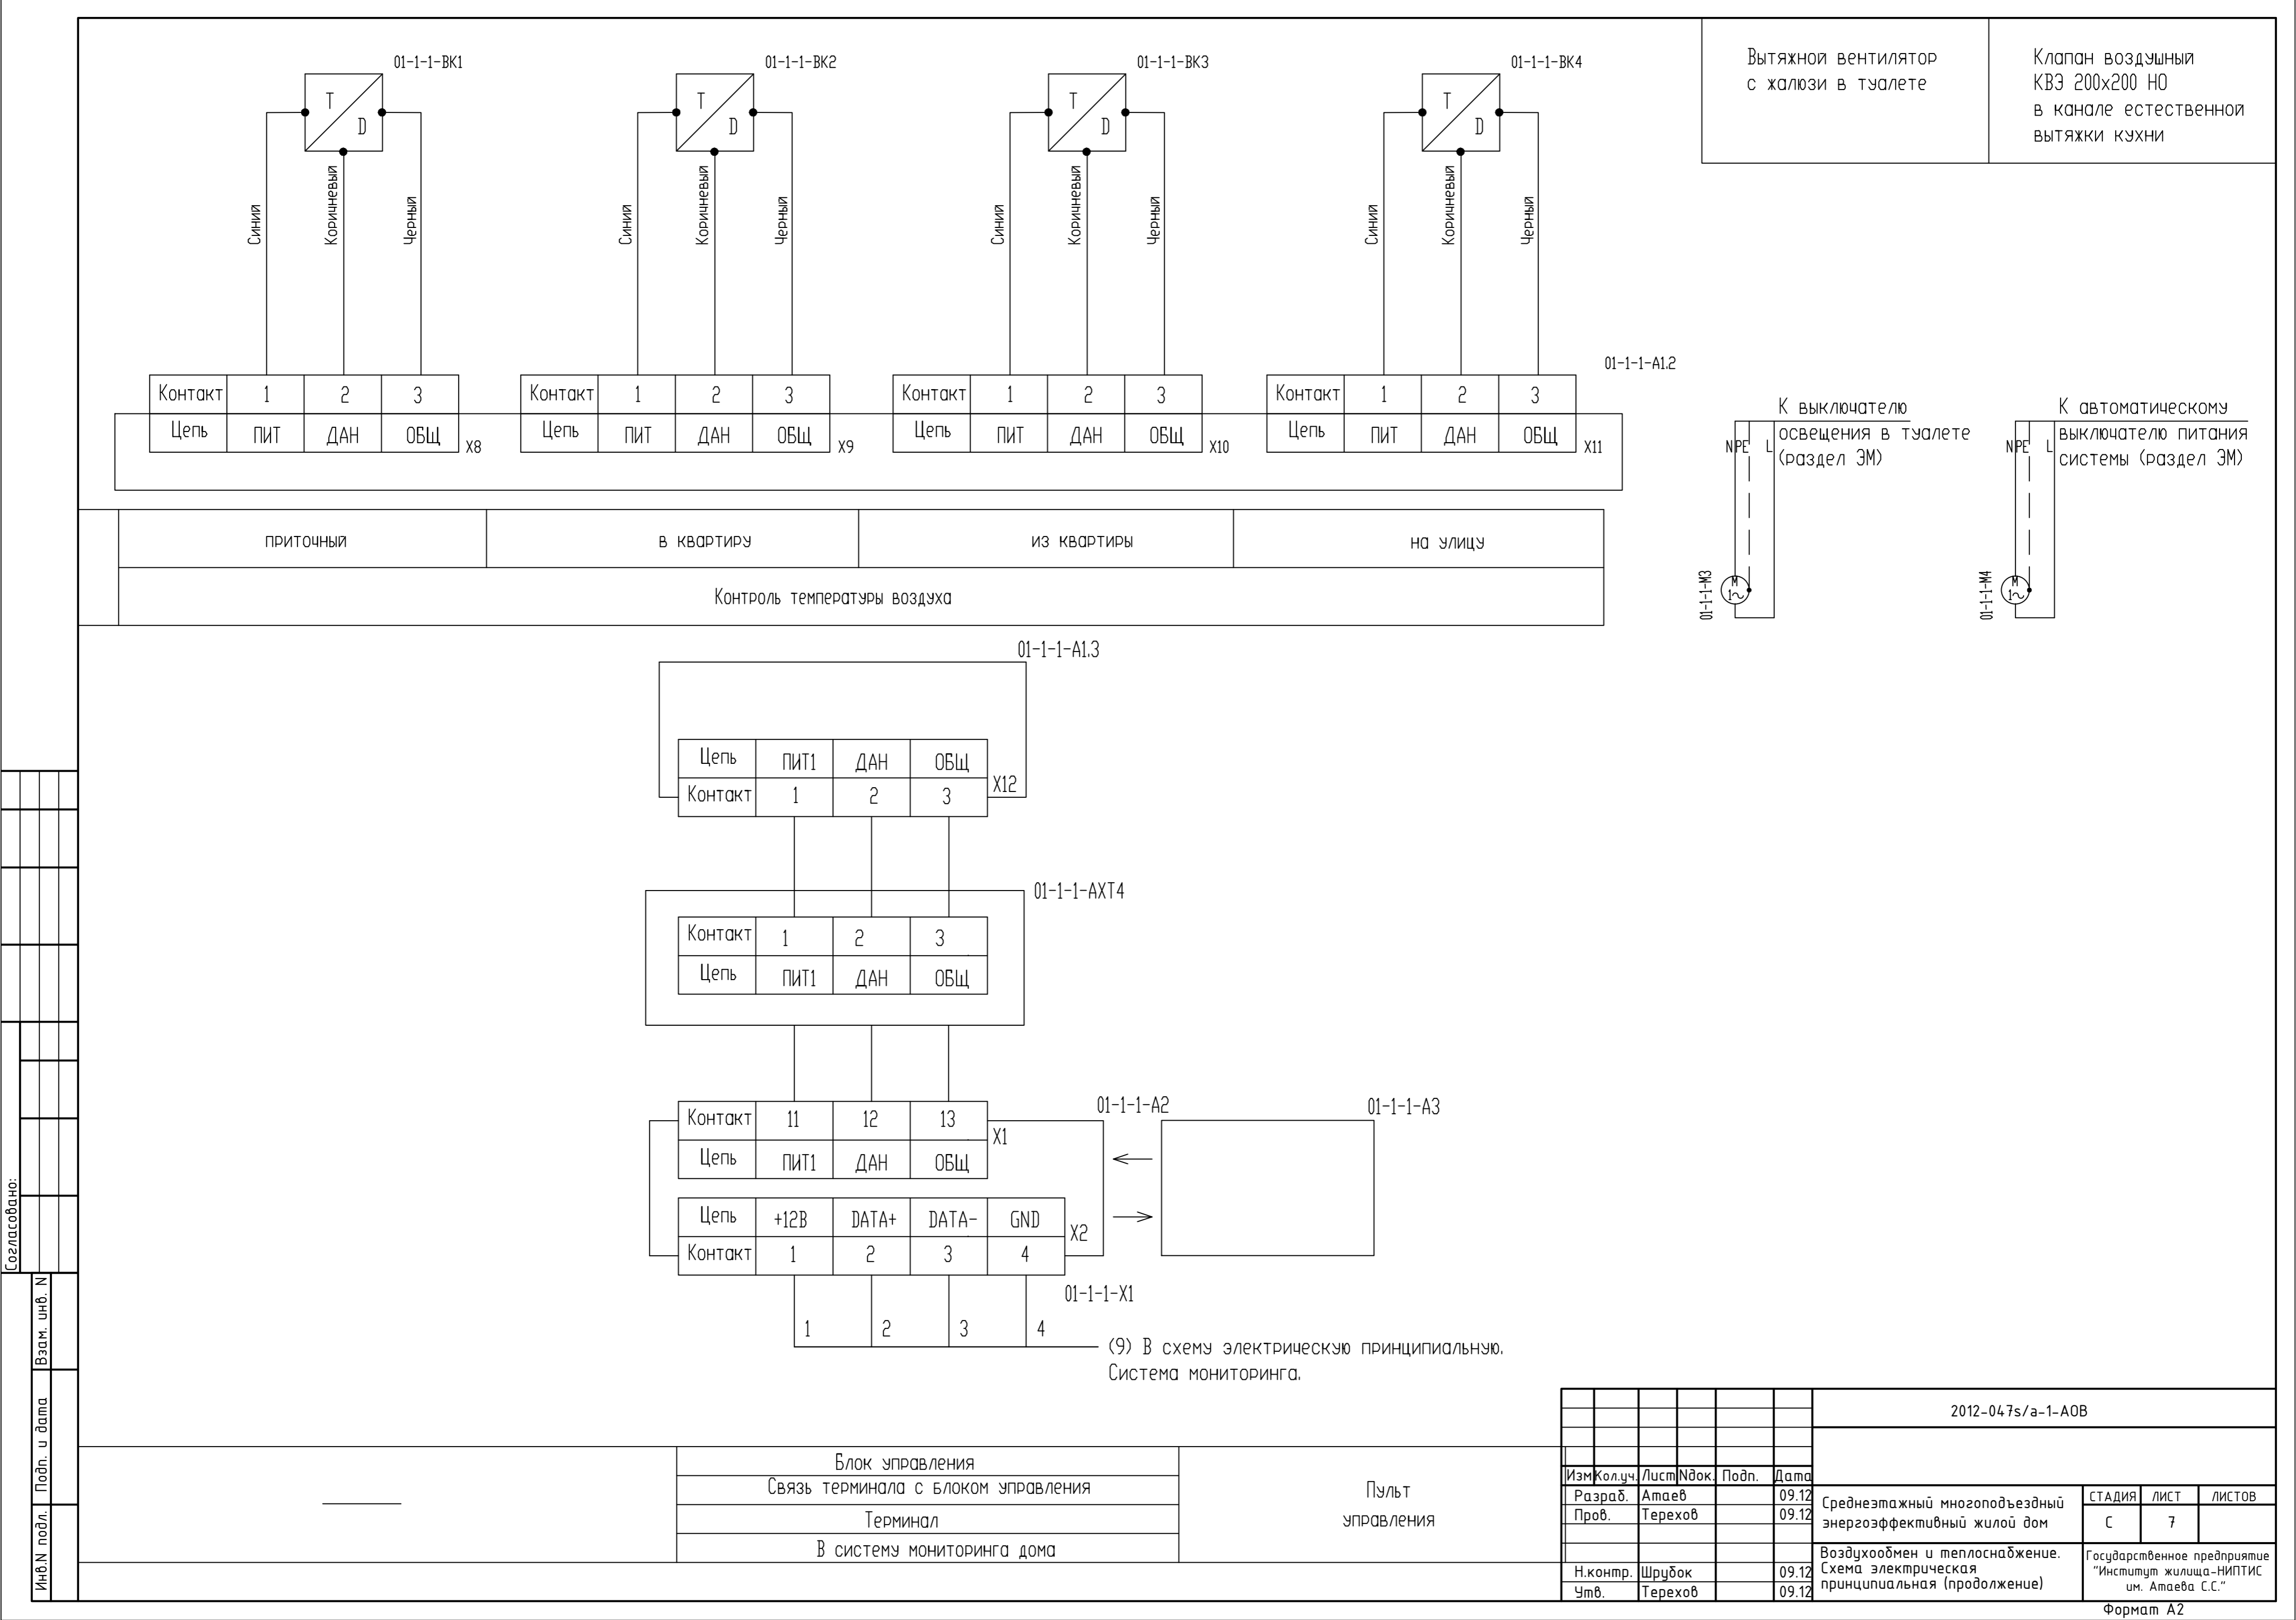 01-1-1-ВК1
01-1-1-ВК2
01-1-1-ВК3
01-1-1-ВК4
T
D
T
D
T
D
T
D
Синий
Коричневый
Черный
Синий
Коричневый
Черный
Синий
Коричневый
Черный
Синий
Коричневый
Черный
Вытяжной вентилятор
с жалюзи в туалете
Клапан воздушный
КВЭ 200х200 НО
в канале естественной
вытяжки кухни
01-1-1-А1.2
Контакт 1 2 3
Цепь ПИТ ДАН ОБЩ Х8
Контакт 1 2 3
Цепь ПИТ ДАН ОБЩ Х9
Контакт 1 2 3
Цепь ПИТ ДАН ОБЩ Х10
Контакт 1 2 3
Цепь ПИТ ДАН ОБЩ Х11
К выключателю
освещения в туалете
(раздел ЭМ)
N PE L
01-1-1-М3
М
1~
К автоматическому
выключателю питания
системы (раздел ЭМ)
N PE L
01-1-1-М4
М
1~
приточный
в квартиру
из квартиры
на улицу
Контроль температуры воздуха
01-1-1-А1.3
Цепь ПИТ1 ДАН ОБЩ
Контакт 1 2 3 Х12
01-1-1-АХТ4
Контакт 1 2 3
Цепь ПИТ1 ДАН ОБЩ
01-1-1-А2
01-1-1-А3
Контакт 11 12 13
Цепь ПИТ1 ДАН ОБЩ Х1
Цепь +12В DATA+ DATA- GND
Контакт 1 2 3 4 Х2
01-1-1-Х1
1 2 3 4
(9) В схему электрическую принципиальную.
Система мониторинга.
Блок управления
Связь терминала с блоком управления
Терминал
В систему мониторинга дома
Пульт
управления
Согласовано:
Взам. инв. N
Подп. и дата
Инв.N подл.
2012-047s/а-1-АОВ
Изм Кол.уч. Лист Nдок. Подп. Дата
Разраб. Атаев 09.12
Пров. Терехов 09.12
Н.контр. Шрубок 09.12
Утв. Терехов 09.12
Среднеэтажный многоподъездный
энергоэффективный жилой дом
СТАДИЯ ЛИСТ ЛИСТОВ
С 7
Воздухообмен и теплоснабжение.
Схема электрическая
принципиальная (продолжение)
Государственное предприятие
"Институт жилища-НИПТИС
им. Атаева С.С."
Формат А2